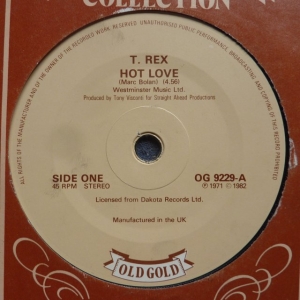 COLLECTION
ALL RIGHTS OF THE MANUFACTURER AND OF THE OWNER OF THE RECORDED WORK RESERVED. UNAUTHORISED PUBLIC PERFORMANCE, BROADCASTING AND COPYING OF THIS RECORD PROHIBITED
T. REX
HOT LOVE
(Marc Bolan) (4.56)
Westminster Music Ltd.
Produced by Tony Visconti for Straight Ahead Productions
SIDE ONE
45 RPM STEREO
OG 9229-A
℗ 1971 © 1982
Licensed from Dakota Records Ltd.
Manufactured in the UK
OLD GOLD